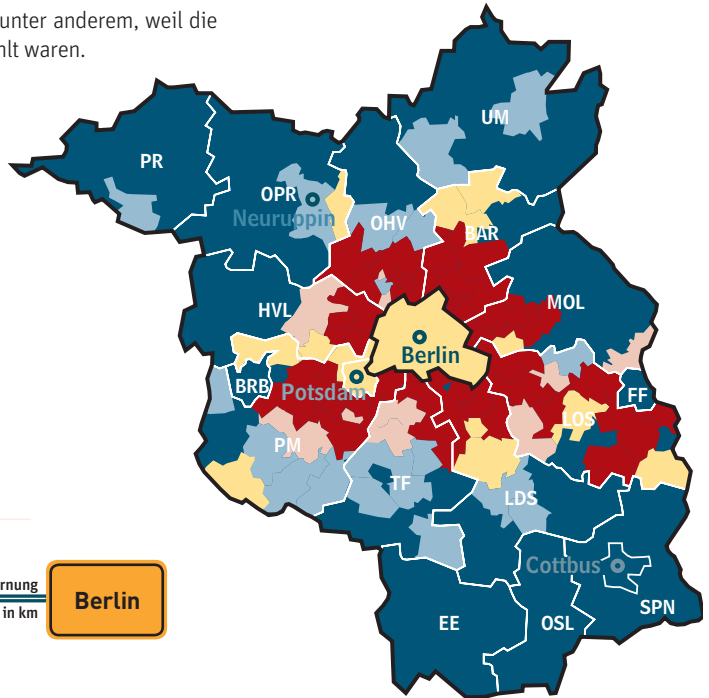 unter anderem, weil die
hlt waren.
UM
PR
OPR
Neuruppin
OHV
BAR
HVL
MOL
Berlin
BRB
Potsdam
FF
LOS
PM
TF
LDS
Cottbus
rnung
in km
Berlin
EE
OSL
SPN